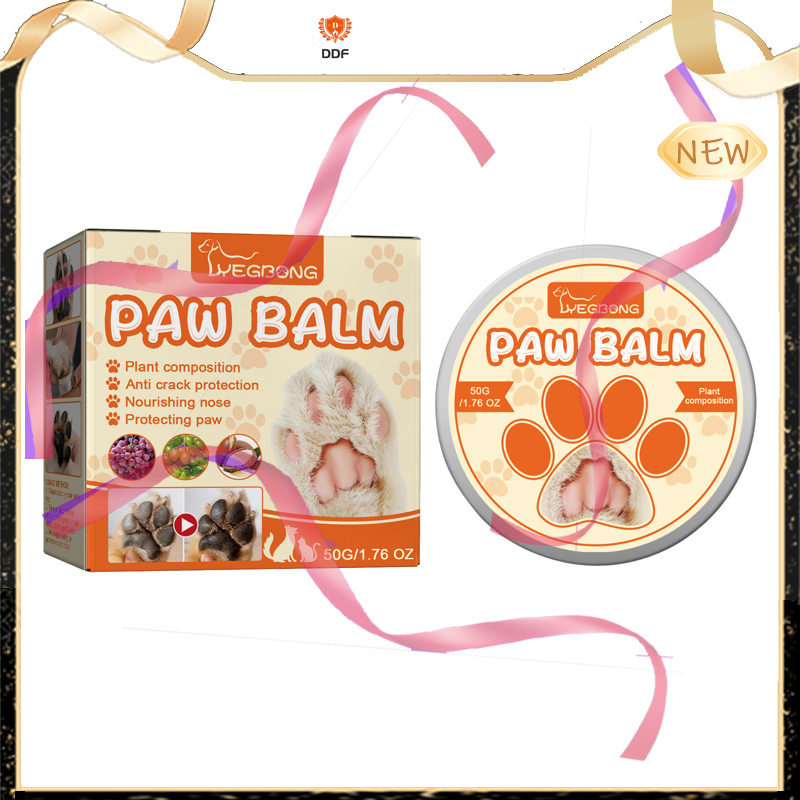 DDF
NEW
YEGBONG
PAW BALM
Plant composition
Anti crack protection
Nourishing nose
Protecting paw
50G/1.76 OZ
YEGBONG
PAW BALM
50G
/1.76 OZ
Plant
composition